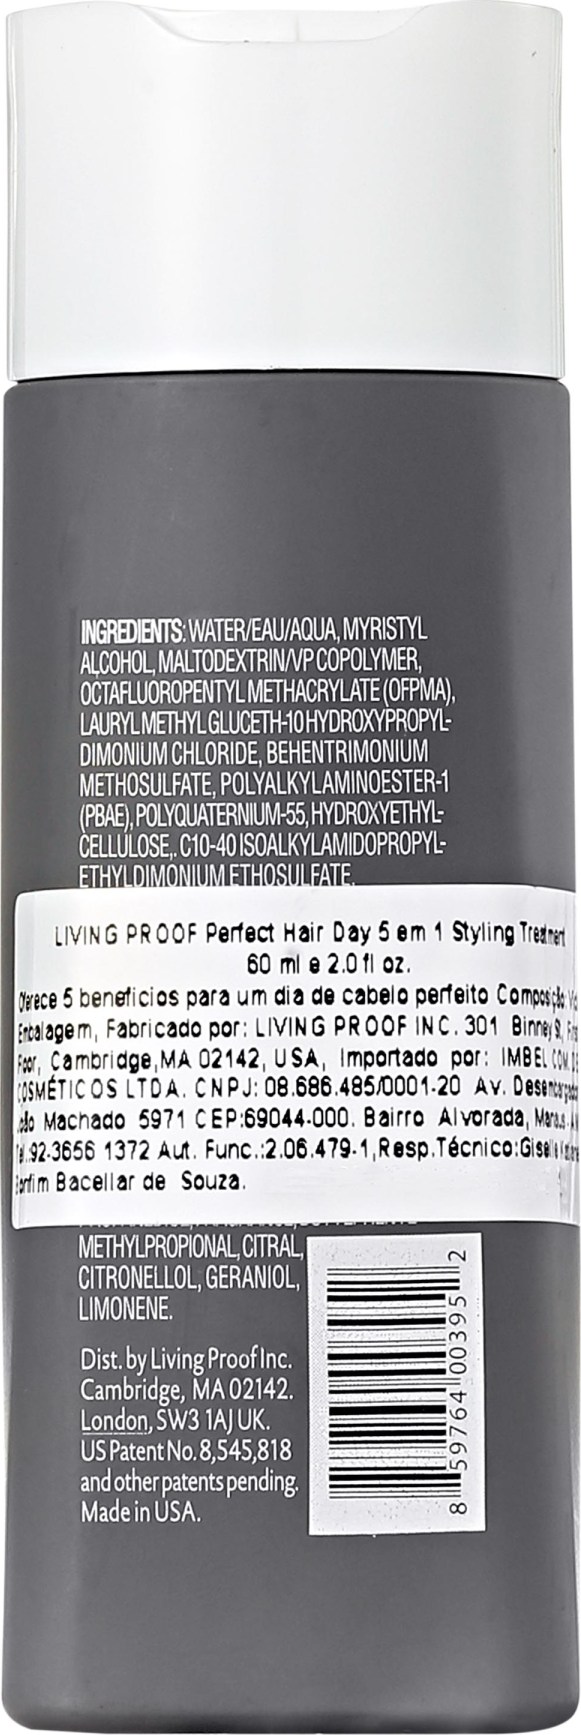 INGREDIENTS: WATER/EAU/AQUA, MYRISTYL
ALCOHOL, MALTODEXTRIN/VP COPOLYMER,
OCTAFLUOROPENTYL METHACRYLATE (OFPMA),
LAURYL METHYL GLUCETH-10 HYDROXYPROPYL-
DIMONIUM CHLORIDE, BEHENTRIMONIUM
METHOSULFATE, POLYALKYLAMINOESTER-1
(PBAE), POLYQUATERNIUM-55, HYDROXYETHYL-
CELLULOSE,. C10-40 ISOALKYLAMIDOPROPYL-
ETHYLDIMONIUM ETHOSULFATE,
LIVING PROOF Perfect Hair Day 5 em 1 Styling Treatment
60 ml e 2.0 fl oz.
Oferece 5 beneficios para um dia de cabelo perfeito Composição:
Embalagem, Fabricado por: LIVING PROOF INC. 301 Binney St,
Floor, Cambridge,MA 02142, USA, Importado por: IMBEL COM.
COSMÉTICOS LTDA. CNPJ: 08.686.485/0001-20 Av. Desembargador
João Machado 5971 CEP:69044-000. Bairro Alvorada,
Tel.:92-3656 1372 Aut. Func.:2.06.479-1,Resp.Técnico:Giselle
Bonfim Bacellar de Souza.
METHYLPROPIONAL, CITRAL,
CITRONELLOL, GERANIOL,
LIMONENE.
Dist. by Living Proof Inc.
Cambridge, MA 02142.
London, SW3 1AJ UK.
US Patent No. 8,545,818
and other patents pending.
Made in USA.
8 59764 00395 2